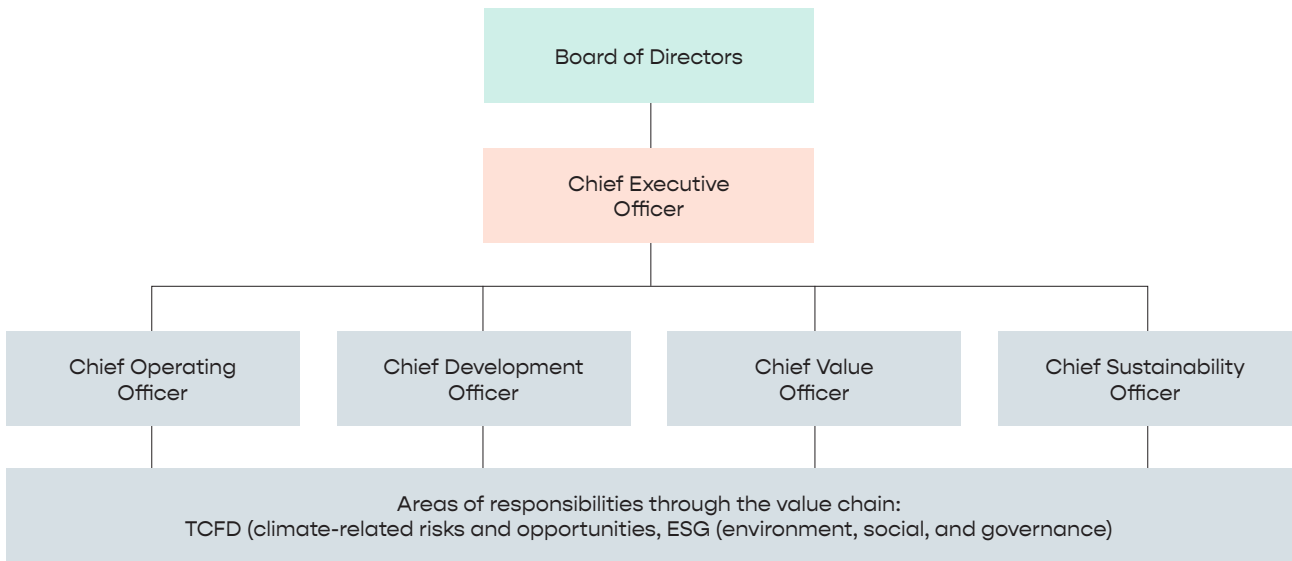 Board of Directors
Chief Executive
Officer
Chief Operating
Officer
Chief Development
Officer
Chief Value
Officer
Chief Sustainability
Officer
Areas of responsibilities through the value chain:
TCFD (climate-related risks and opportunities, ESG (environment, social, and governance)